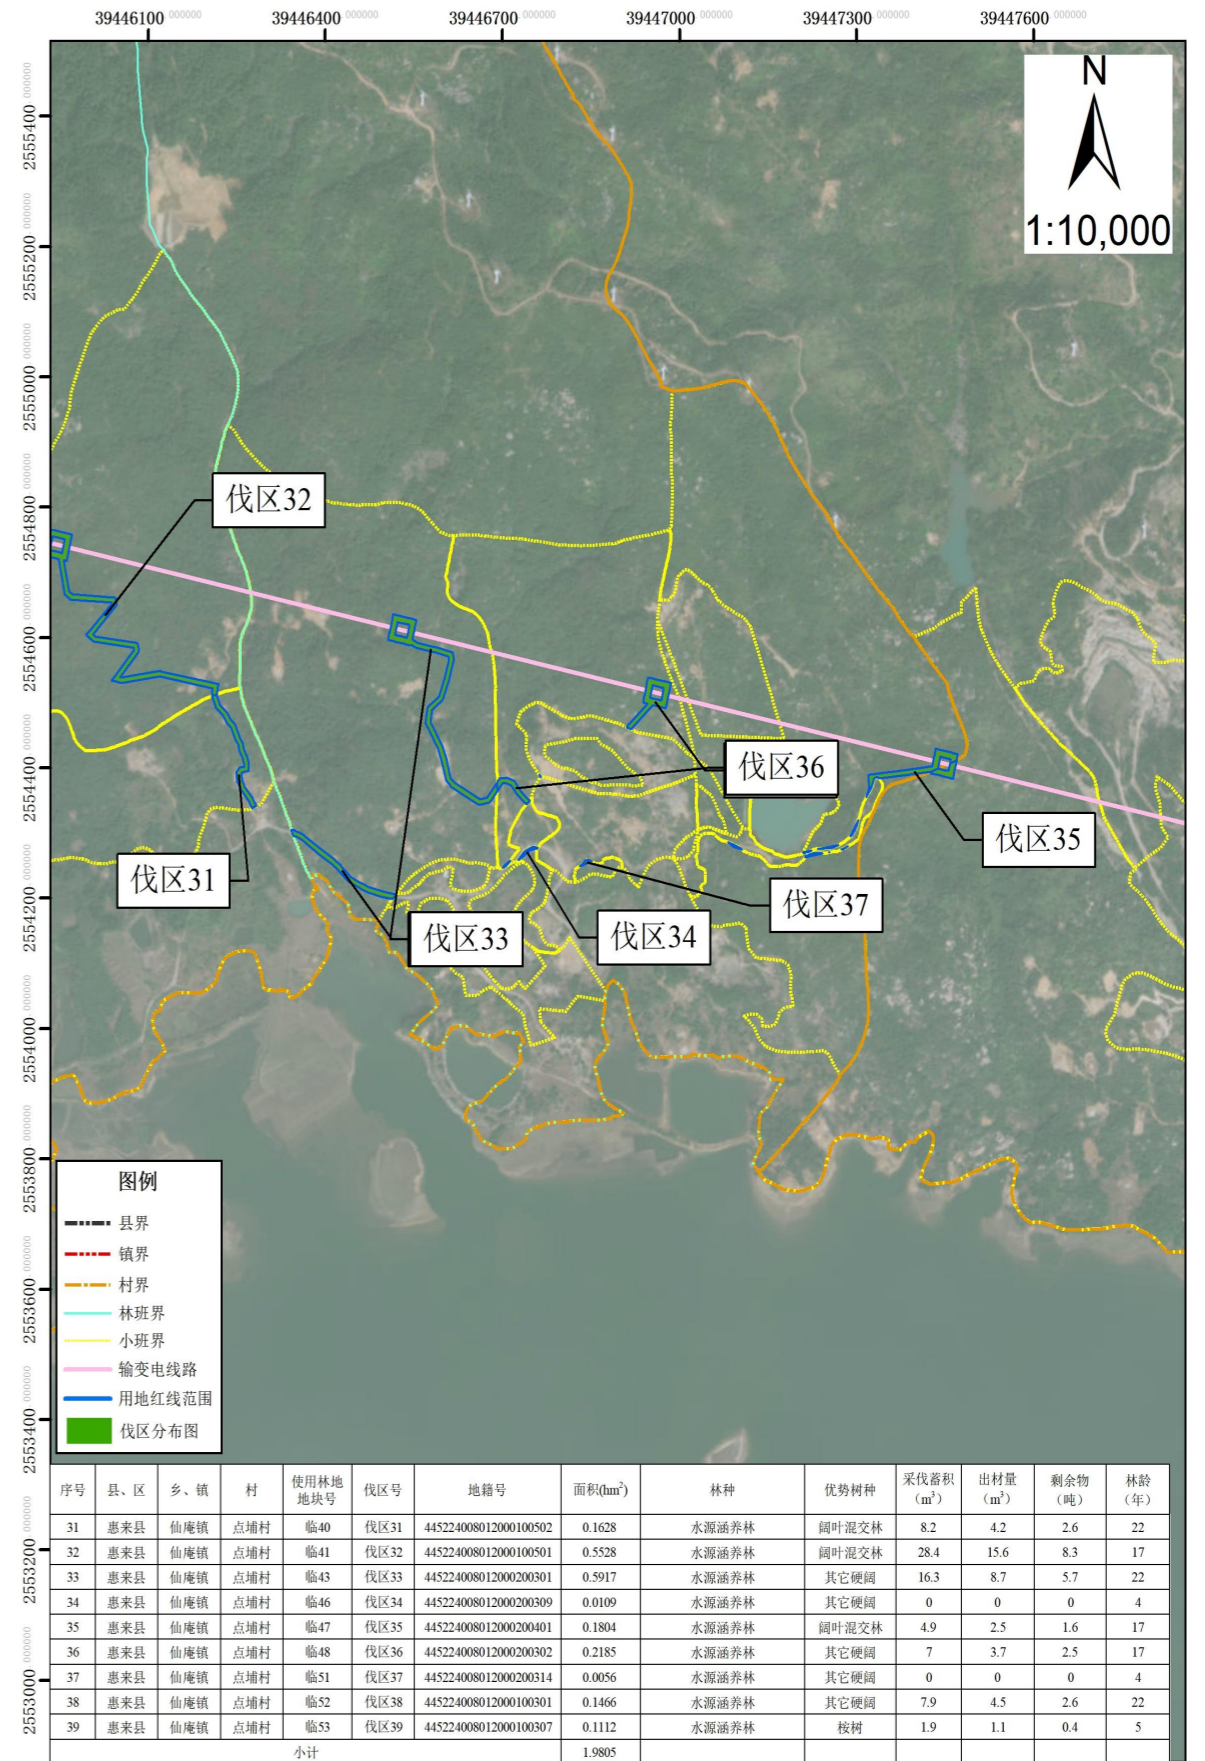 39446100.000000 39446400.000000 39446700.000000 39447000.000000 39447300.000000 39447600.000000
2555400.000000
2555200.000000
2555000.000000
2554800.000000
2554600.000000
2554400.000000
2554200.000000
2554000.000000
2553800.000000
2553600.000000
2553400.000000
2553200.000000
2553000.000000
N
1:10,000
伐区32
伐区36
伐区35
伐区31
伐区37
伐区33
伐区34
图例
县界
镇界
村界
林班界
小班界
输变电线路
用地红线范围
伐区分布图
序号 县、区 乡、镇 村 使用林地地块号 伐区号 地籍号 面积(hm²) 林种 优势树种 采伐蓄积（m³） 出材量（m³） 剩余物（吨） 林龄（年）
31 惠来县 仙庵镇 点埔村 临40 伐区31 445224008012000100502 0.1628 水源涵养林 阔叶混交林 8.2 4.2 2.6 22
32 惠来县 仙庵镇 点埔村 临41 伐区32 445224008012000100501 0.5528 水源涵养林 阔叶混交林 28.4 15.6 8.3 17
33 惠来县 仙庵镇 点埔村 临43 伐区33 445224008012000200301 0.5917 水源涵养林 其它硬阔 16.3 8.7 5.7 22
34 惠来县 仙庵镇 点埔村 临46 伐区34 445224008012000200309 0.0109 水源涵养林 其它硬阔 0 0 0 4
35 惠来县 仙庵镇 点埔村 临47 伐区35 445224008012000200401 0.1804 水源涵养林 阔叶混交林 4.9 2.5 1.6 17
36 惠来县 仙庵镇 点埔村 临48 伐区36 445224008012000200302 0.2185 水源涵养林 其它硬阔 7 3.7 2.5 17
37 惠来县 仙庵镇 点埔村 临51 伐区37 445224008012000200314 0.0056 水源涵养林 其它硬阔 0 0 0 4
38 惠来县 仙庵镇 点埔村 临52 伐区38 445224008012000100301 0.1466 水源涵养林 其它硬阔 7.9 4.5 2.6 22
39 惠来县 仙庵镇 点埔村 临53 伐区39 445224008012000100307 0.1112 水源涵养林 桉树 1.9 1.1 0.4 5
小计 1.9805